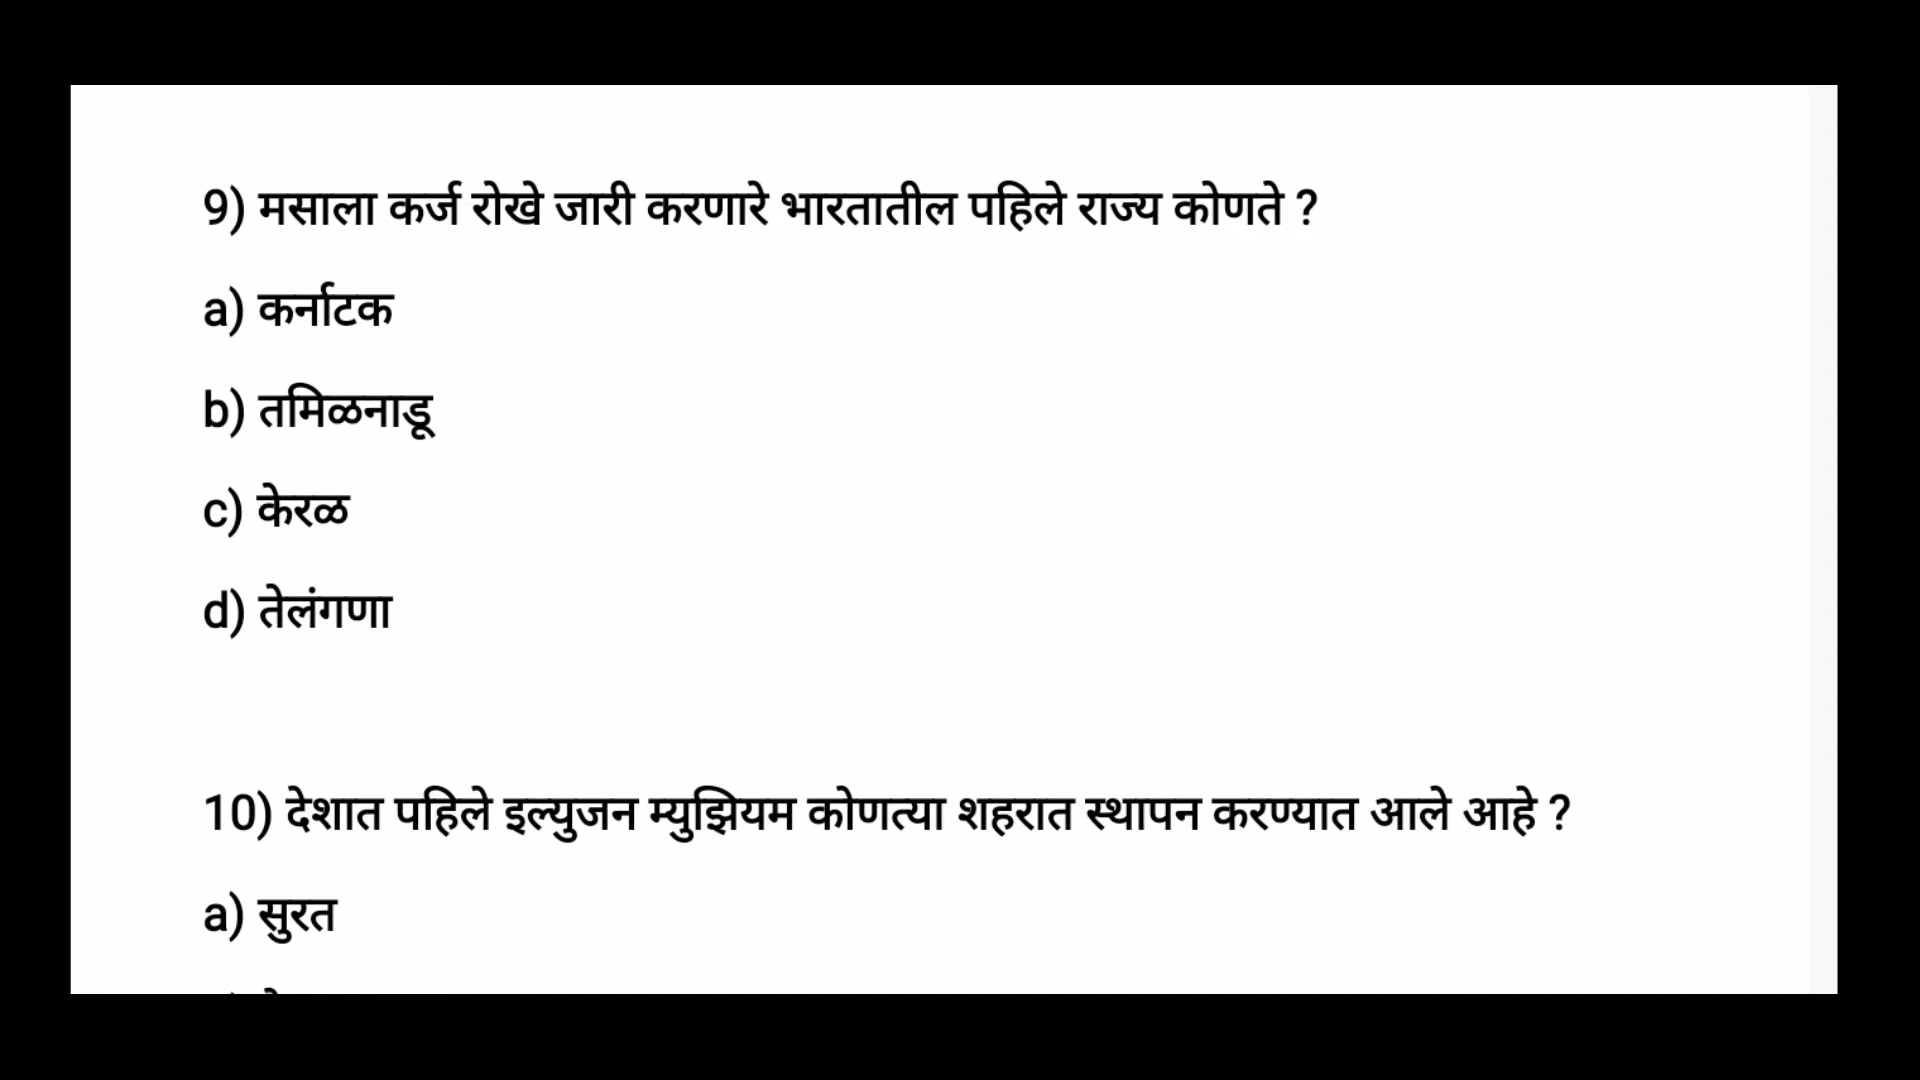 9) मसाला कर्ज रोखे जारी करणारे भारतातील पहिले राज्य कोणते ?
a) कर्नाटक
b) तमिळनाडू
c) केरळ
d) तेलंगणा
10) देशात पहिले इल्युजन म्युझियम कोणत्या शहरात स्थापन करण्यात आले आहे ?
a) सुरत